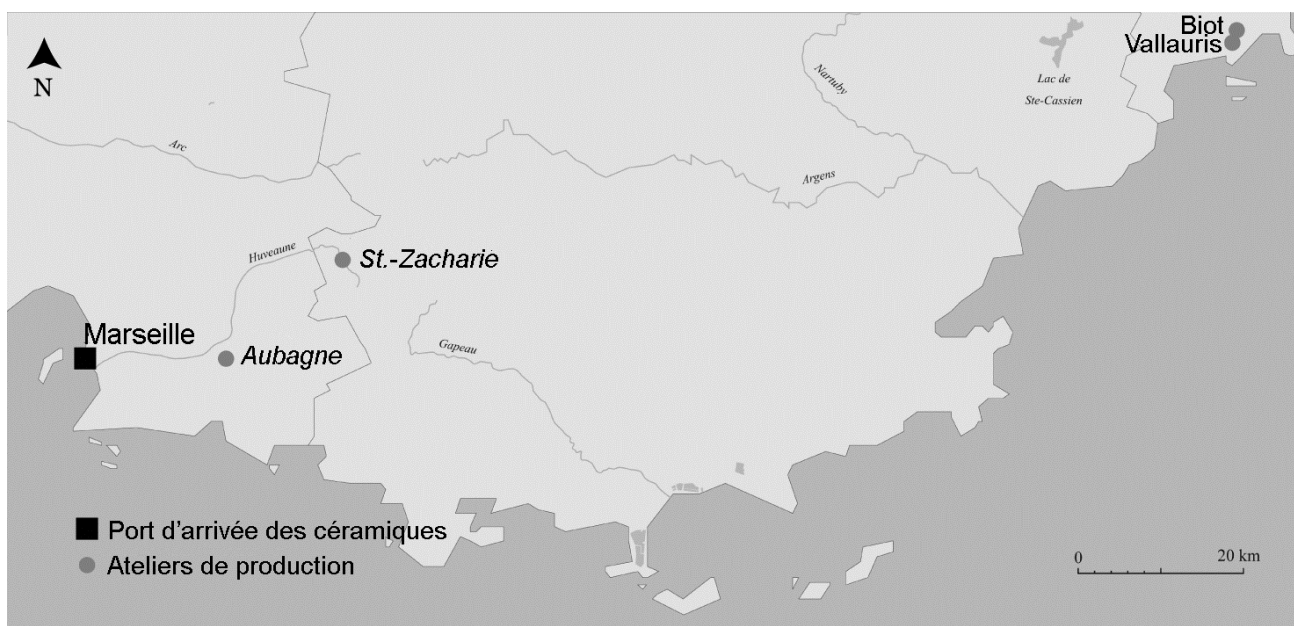 N
Biot
Vallauris
Nartuby
Lac de
Ste-Cassien
Arc
Argens
Huveaune
St.-Zacharie
Marseille
Aubagne
Gapeau
Port d'arrivée des céramiques
Ateliers de production
0 20 km